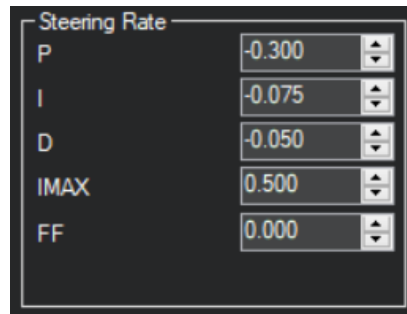 Steering Rate
P -0.300
I -0.075
D -0.050
IMAX 0.500
FF 0.000